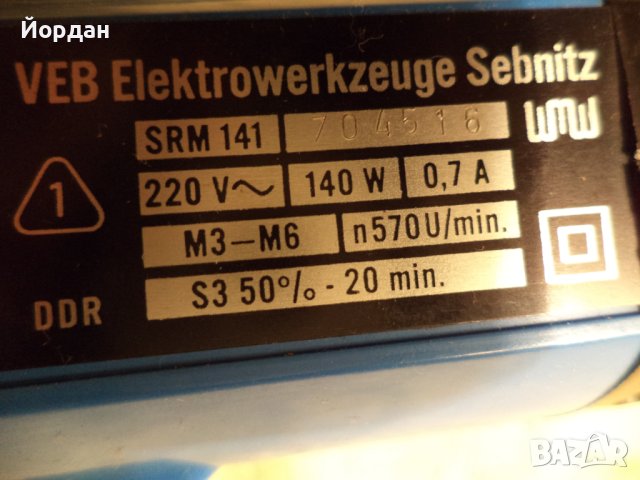 Йордан
VEB Elektrowerkzeuge Sebnitz
SRM 141 704516
220 V~ 140 W 0,7 A
1
M3–M6 n570U/min.
S3 50% - 20 min.
DDR
BAZAR